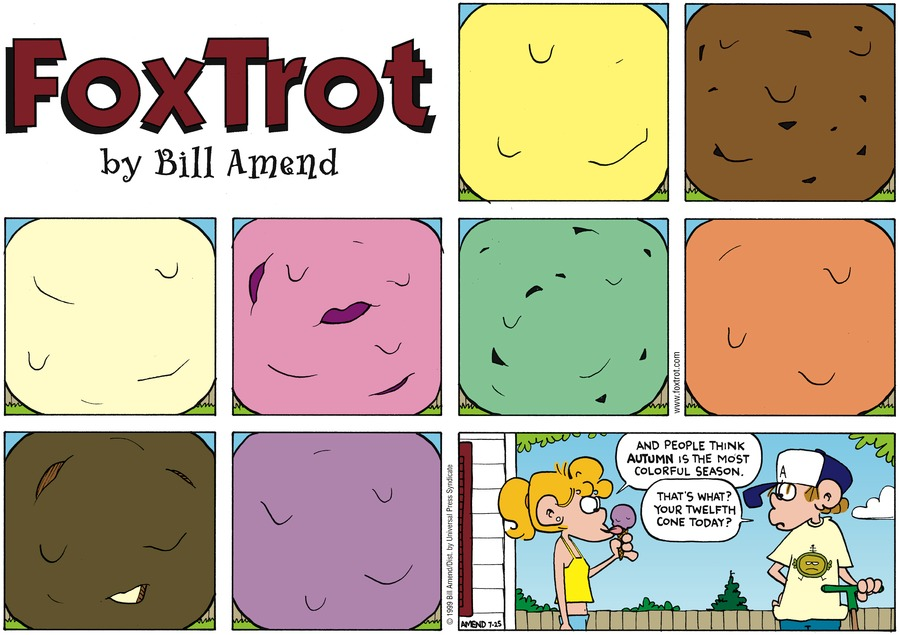 FoxTrot
by Bill Amend
www.foxtrot.com
© 1999 Bill Amend/Dist. by Universal Press Syndicate
AND PEOPLE THINK
AUTUMN IS THE MOST
COLORFUL SEASON.
THAT'S WHAT?
YOUR TWELFTH
CONE TODAY?
A
AMEND 7-25